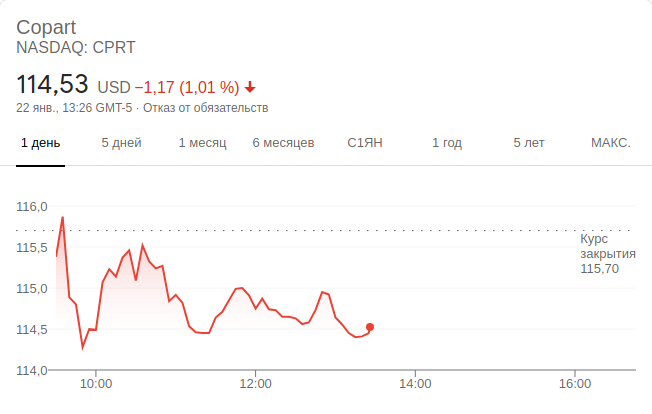 Copart
NASDAQ: CPRT
114,53 USD −1,17 (1,01 %)
22 янв., 13:26 GMT-5 · Отказ от обязательств
1 день 5 дней 1 месяц 6 месяцев С1ЯН 1 год 5 лет МАКС.
116,0
115,5
115,0
114,5
114,0
Курс
закрытия
115,70
10:00 12:00 14:00 16:00